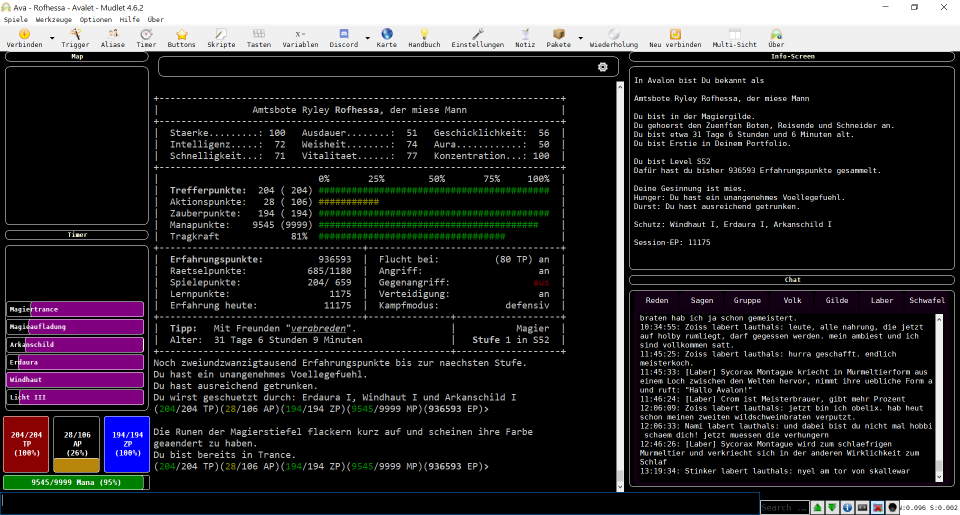 Ava - Rofhessa - Avalet - Mudlet 4.6.2
Spiele Werkzeuge Optionen Hilfe Über
Verbinden Trigger Aliase Timer Buttons Skripte Tasten Variablen Discord Karte Handbuch Einstellungen Notiz Pakete Wiederholung Neu verbinden Multi-Sicht Über
Map
Timer
Magiertrance
Magieaufladung
Arkanschild
Erdaura
Windhaut
Licht III
204/204
TP
(100%)
28/106
AP
(26%)
194/194
ZP
(100%)
9545/9999 Mana (95%)
Amtsbote Ryley Rofhessa, der miese Mann
Staerke.........: 100 Ausdauer........: 51 Geschicklichkeit: 56
Intelligenz.....: 72 Weisheit........: 74 Aura............: 50
Schnelligkeit...: 71 Vitalitaet......: 77 Konzentration...: 100
0% 25% 50% 75% 100%
Trefferpunkte: 204 ( 204)
Aktionspunkte: 28 ( 106)
Zauberpunkte: 194 ( 194)
Manapunkte: 9545 (9999)
Tragkraft 81%
Erfahrungspunkte: 936593 | Flucht bei: (80 TP) an
Raetselpunkte: 685/1180 | Angriff: an
Spielepunkte: 204/ 659 | Gegenangriff: aus
Lernpunkte: 1175 | Verteidigung: an
Erfahrung heute: 11175 | Kampfmodus: defensiv
Tipp: Mit Freunden "verabreden". | Magier
Alter: 31 Tage 6 Stunden 9 Minuten | Stufe 1 in S52
Noch zweiundzwanzigtausend Erfahrungspunkte bis zur naechsten Stufe.
Du hast ein unangenehmes Voellegefuehl.
Du hast ausreichend getrunken.
Du wirst geschuetzt durch: Erdaura I, Windhaut I und Arkanschild I
(204/204 TP)(28/106 AP)(194/194 ZP)(9545/9999 MP)(936593 EP)>
Die Runen der Magierstiefel flackern kurz auf und scheinen ihre Farbe
geaendert zu haben.
Du bist bereits in Trance.
(204/204 TP)(28/106 AP)(194/194 ZP)(9545/9999 MP)(936593 EP)>
Info-Screen
In Avalon bist Du bekannt als
Amtsbote Ryley Rofhessa, der miese Mann
Du bist in der Magiergilde.
Du gehoerst den Zuenften Boten, Reisende und Schneider an.
Du bist etwa 31 Tage 6 Stunden und 6 Minuten alt.
Du bist Erstie in Deinem Portfolio.
Du bist Level S52
Dafür hast du bisher 936593 Erfahrungspunkte gesammelt.
Deine Gesinnung ist mies.
Hunger: Du hast ein unangenehmes Voellegefuehl.
Durst: Du hast ausreichend getrunken.
Schutz: Windhaut I, Erdaura I, Arkanschild I
Session-EP: 11175
Chat
Reden Sagen Gruppe Volk Gilde Laber Schwafel
braten hab ich ja schon gemeistert.
10:34:55: Zoiss labert lauthals: leute, alle nahrung, die jetzt
auf holby rumliegt, darf gegessen werden. mein ambiest und ich
sind vollkommen satt.
11:45:25: Zoiss labert lauthals: hurra geschafft. endlich
meisterkoch.
11:45:33: [Laber] Syocora Montague kriecht in Murmeltierform aus
einem Loch zwischen den Welten hervor, nimmt ihre uebliche Form a
nd ruft: "Hallo Avalon!"
11:46:24: [Laber] Crom ist Meisterbrauer, gibt mehr Prozent
12:06:09: Zoiss labert lauthals: jetzt bin ich obelix. hab heut
schon meinen zweiten wildschweinbraten verputzt.
12:06:33: Nami labert lauthals: und dabei bist du nicht mal hobbi
schaem dich! jetzt muessen die verhungern
12:46:26: [Laber] Syocora Montague wird zum schlaefrigen
Murmeltier und verkriecht sich in der anderen Wirklichkeit zum
Schlaf
13:19:34: Stinker labert lauthals: nyel am tor von skallewar
Search ...
N:0.096 S:0.002